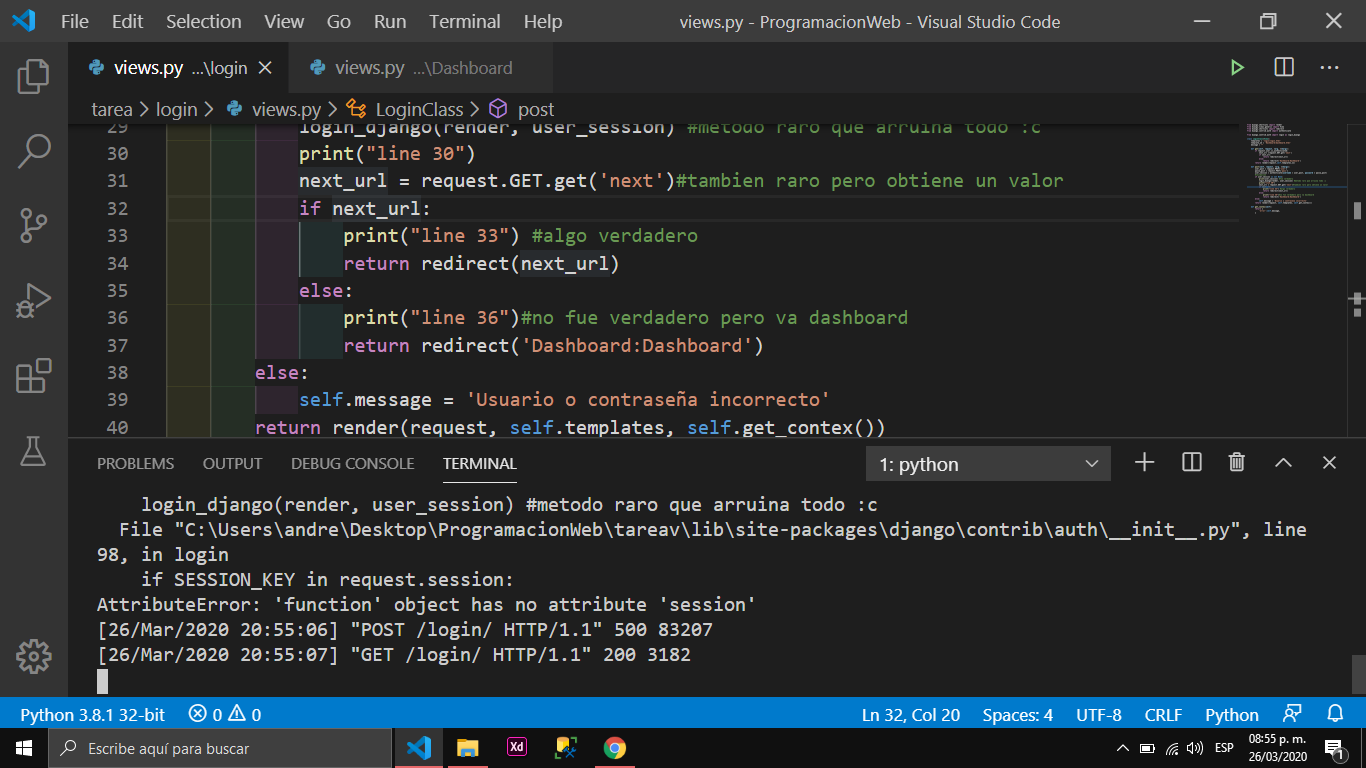 File Edit Selection View Go Run Terminal Help views.py - ProgramacionWeb - Visual Studio Code
views.py ...\login views.py ...\Dashboard
tarea > login > views.py > LoginClass > post
29 login_django(render, user_session) #metodo raro que arruina todo :c
30 print("line 30")
31 next_url = request.GET.get('next')#tambien raro pero obtiene un valor
32 if next_url:
33 print("line 33") #algo verdadero
34 return redirect(next_url)
35 else:
36 print("line 36")#no fue verdadero pero va dashboard
37 return redirect('Dashboard:Dashboard')
38 else:
39 self.message = 'Usuario o contraseña incorrecto'
40 return render(request, self.templates, self.get_contex())
PROBLEMS OUTPUT DEBUG CONSOLE TERMINAL 1: python
login_django(render, user_session) #metodo raro que arruina todo :c
File "C:\Users\andre\Desktop\ProgramacionWeb\tareav\lib\site-packages\django\contrib\auth\__init__.py", line
98, in login
if SESSION_KEY in request.session:
AttributeError: 'function' object has no attribute 'session'
[26/Mar/2020 20:55:06] "POST /login/ HTTP/1.1" 500 83207
[26/Mar/2020 20:55:07] "GET /login/ HTTP/1.1" 200 3182
Python 3.8.1 32-bit 0 0 Ln 32, Col 20 Spaces: 4 UTF-8 CRLF Python
Escribe aquí para buscar Xd ESP 08:55 p. m.
26/03/2020 1